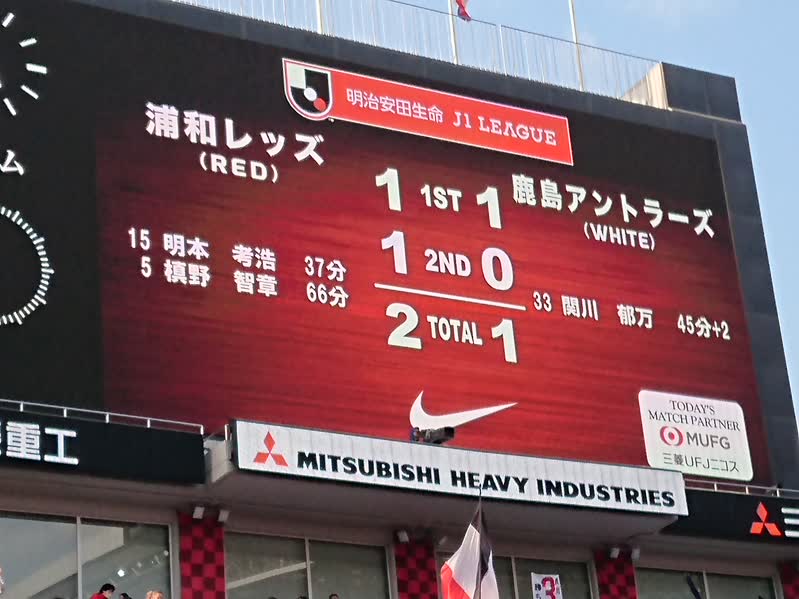 明治安田生命 J1 LEAGUE
浦和レッズ
(RED)
鹿島アントラーズ
(WHITE)
1 1ST 1
1 2ND 0
2 TOTAL 1
15 明本 考浩 37分
5 槙野 智章 66分
33 関川 郁万 45分+2
ム
TODAY'S
MATCH PARTNER
MUFG
三菱UFJニコス
重工
MITSUBISHI HEAVY INDUSTRIES
三